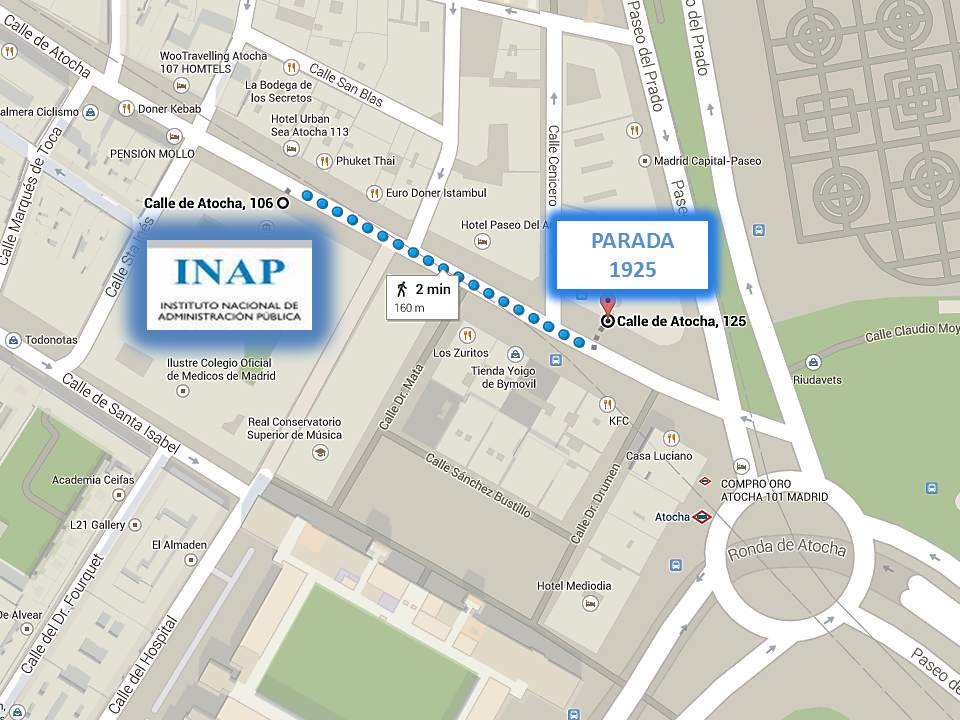 Calle de Atocha
WooTravelling Atocha
107 HOMTELS
Calle San Blas
La Bodega de
los Secretos
almera Ciclismo
Doner Kebab
Hotel Urban
Sea Atocha 113
PENSIÓN MOLLO
Phuket Thai
Euro Doner Istambul
Calle Marqués de Toca
Calle Sta Inés
Calle de Atocha, 106
INAP
INSTITUTO NACIONAL DE
ADMINISTRACIÓN PÚBLICA
Paseo del Prado
Paseo del Prado
Calle Cenicero
Madrid Capital-Paseo
Pase
Hotel Paseo Del Ar
PARADA
1925
2 min
160 m
Calle de Atocha, 125
Calle Claudio Moy
Riudavets
Todonotas
Ilustre Colegio Oficial
de Medicos de Madrid
Los Zuritos
Tienda Yoigo
de Bymovil
Calle Dr. Mata
Calle de Santa Isabel
Real Conservatorio
Superior de Música
KFC
Casa Luciano
Calle Sánchez Bustillo
Calle Dr. Drumen
Academia Ceifas
COMPRO ORO
ATOCHA 101 MADRID
L21 Gallery
Atocha
El Almaden
Ronda de Atocha
Hotel Mediodia
De Alvear
Calle del Dr. Fourquet
Calle del Hospital
Paseo de